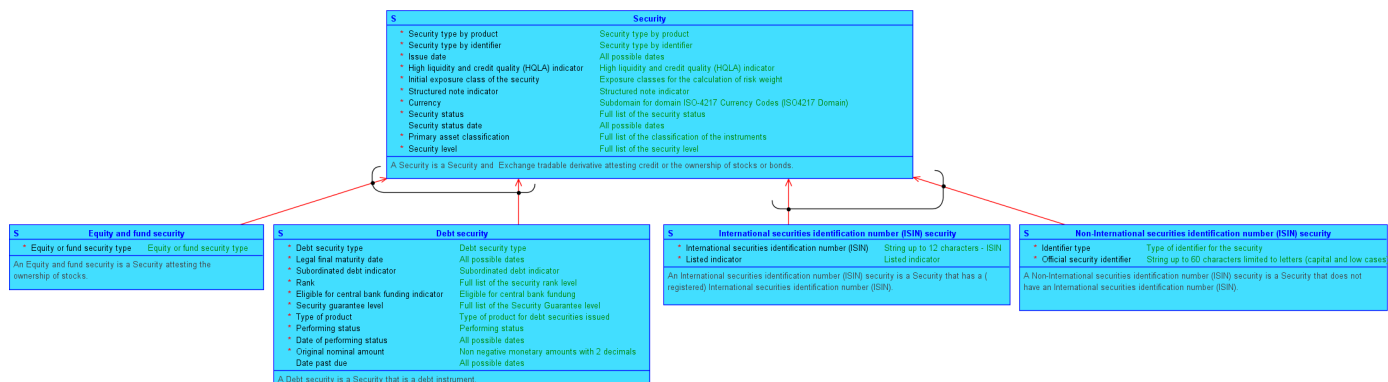 S Security
* Security type by product Security type by product
* Security type by identifier Security type by identifier
* Issue date All possible dates
* High liquidity and credit quality (HQLA) indicator High liquidity and credit quality (HQLA) indicator
* Initial exposure class of the security Exposure classes for the calculation of risk weight
* Structured note indicator Structured note indicator
* Currency Subdomain for domain ISO-4217 Currency Codes (ISO4217 Domain)
* Security status Full list of the security status
Security status date All possible dates
* Primary asset classification Full list of the classification of the instruments
* Security level Full list of the security level
A Security is a Security and Exchange tradable derivative attesting credit or the ownership of stocks or bonds.
S Equity and fund security
* Equity or fund security type Equity or fund security type
An Equity and fund security is a Security attesting the
ownership of stocks.
S Debt security
* Debt security type Debt security type
* Legal final maturity date All possible dates
* Subordinated debt indicator Subordinated debt indicator
* Rank Full list of the security rank level
* Eligible for central bank funding indicator Eligible for central bank fundung
* Security guarantee level Full list of the Security Guarantee level
* Type of product Type of product for debt securities issued
* Performing status Performing status
* Date of performing status All possible dates
* Original nominal amount Non negative monetary amounts with 2 decimals
Date past due All possible dates
A Debt security is a Security that is a debt instrument
S International securities identification number (ISIN) security
* International securities identification number (ISIN) String up to 12 characters - ISIN
* Listed indicator Listed indicator
An International securities identification number (ISIN) security is a Security that has a (
registered) International securities identification number (ISIN).
S Non-International securities identification number (ISIN) security
* Identifier type Type of identifier for the security
* Official security identifier String up to 60 characters limited to letters (capital and low cases
A Non-International securities identification number (ISIN) security is a Security that does not
have an International securities identification number (ISIN).